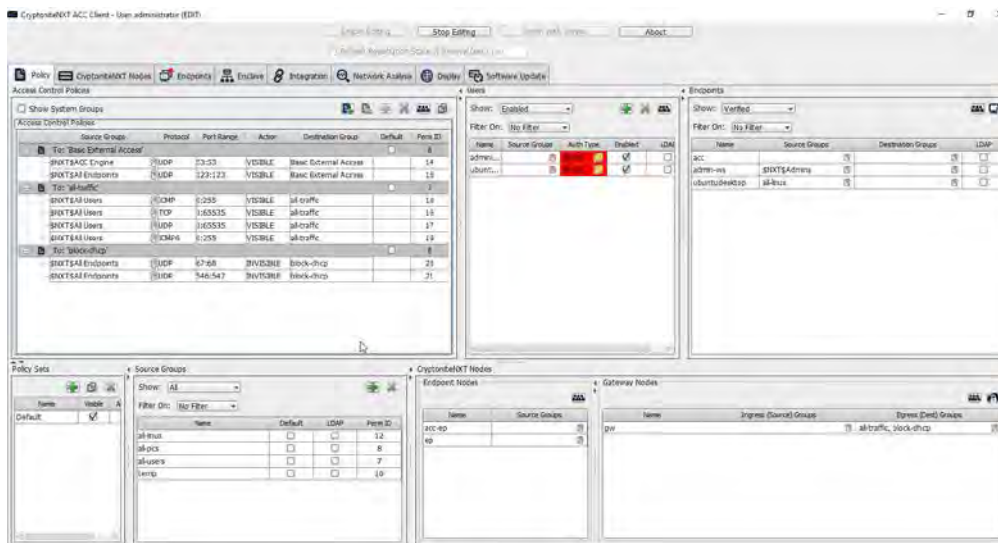 CryptoniteNXT ACC Client - User administrator (EDIT)
Stop Editing
About
Policy
CryptoniteNXT Nodes
Endpoints
Enclave
Integration
Network Analysis
Display
Software Update
Access Control Policies
Users
Endpoints
Show System Groups
Show: Enabled
Show: Verified
Access Control Policies
Filter On: No Filter
Filter On: No Filter
Source Groups Protocol Port Range Action Destination Group Default Perm ID
Name Source Groups Auth Type Enabled LDAP
Name Source Groups Destination Groups LDAP
To: 'Basic External Access' 6
$NXT$ACC Engine UDP 53:53 VISIBLE Basic External Access 14
UDP 123:123 VISIBLE Basic External Access 15
To: 'all-traffic'
$NXT$All Users ICMP 0:255 VISIBLE all-traffic
$NXT$All Users TCP 1:65535 VISIBLE all-traffic
$NXT$All Users UDP 1:65535 VISIBLE all-traffic 17
$NXT$All Users ICMP6 0:255 VISIBLE all-traffic 19
To: 'block-dhcp'
$NXT$All Endpoints UDP 67:68 INVISIBLE block-dhcp
$NXT$All Endpoints UDP 546:547 INVISIBLE block-dhcp
admini...
ubunt...
acc
admin-ws $NXT$Admins
ubuntudesktop all-linux
Policy Sets
Source Groups
CryptoniteNXT Nodes
Show: All
Endpoint Nodes
Gateway Nodes
Filter On: No Filter
Name Visible
Name Default LDAP Perm ID
Name Source Groups
Name Ingress (Source) Groups Egress (Dest) Groups
Default
all-linux 12
all-pcs 8
all-users 7
temp 10
acc-ep
ep
gw all-traffic, block-dhcp